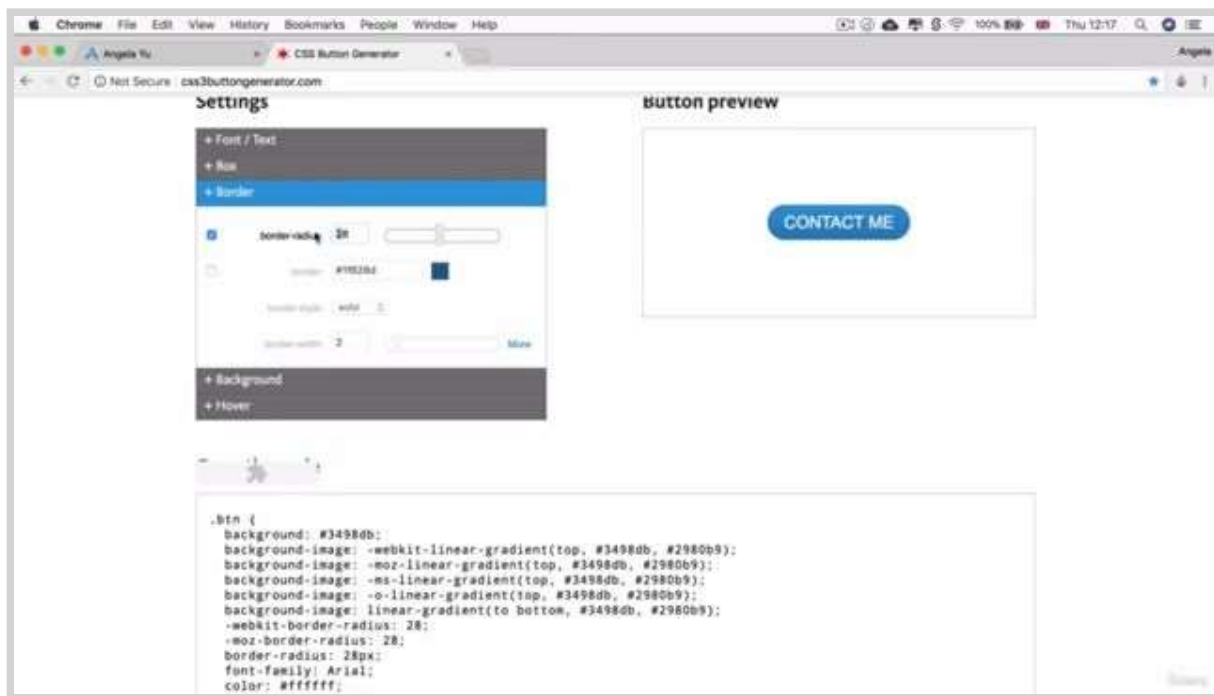 Chrome File Edit View History Bookmarks People Window Help 100% Thu 12:17
Angela Yu CSS Button Generator Angela
Not Secure css3buttongenerator.com
Settings Button preview
+ Font / Text
+ Box
+ Border
CONTACT ME
border-radius
border
border-style solid
border-width 2 More
+ Background
+ Hover
.btn {
background: #3498db;
background-image: -webkit-linear-gradient(top, #3498db, #2980b9);
background-image: -moz-linear-gradient(top, #3498db, #2980b9);
background-image: -ms-linear-gradient(top, #3498db, #2980b9);
background-image: -o-linear-gradient(top, #3498db, #2980b9);
background-image: linear-gradient(to bottom, #3498db, #2980b9);
-webkit-border-radius: 28;
-moz-border-radius: 28;
border-radius: 28px;
font-family: Arial;
color: #ffffff;